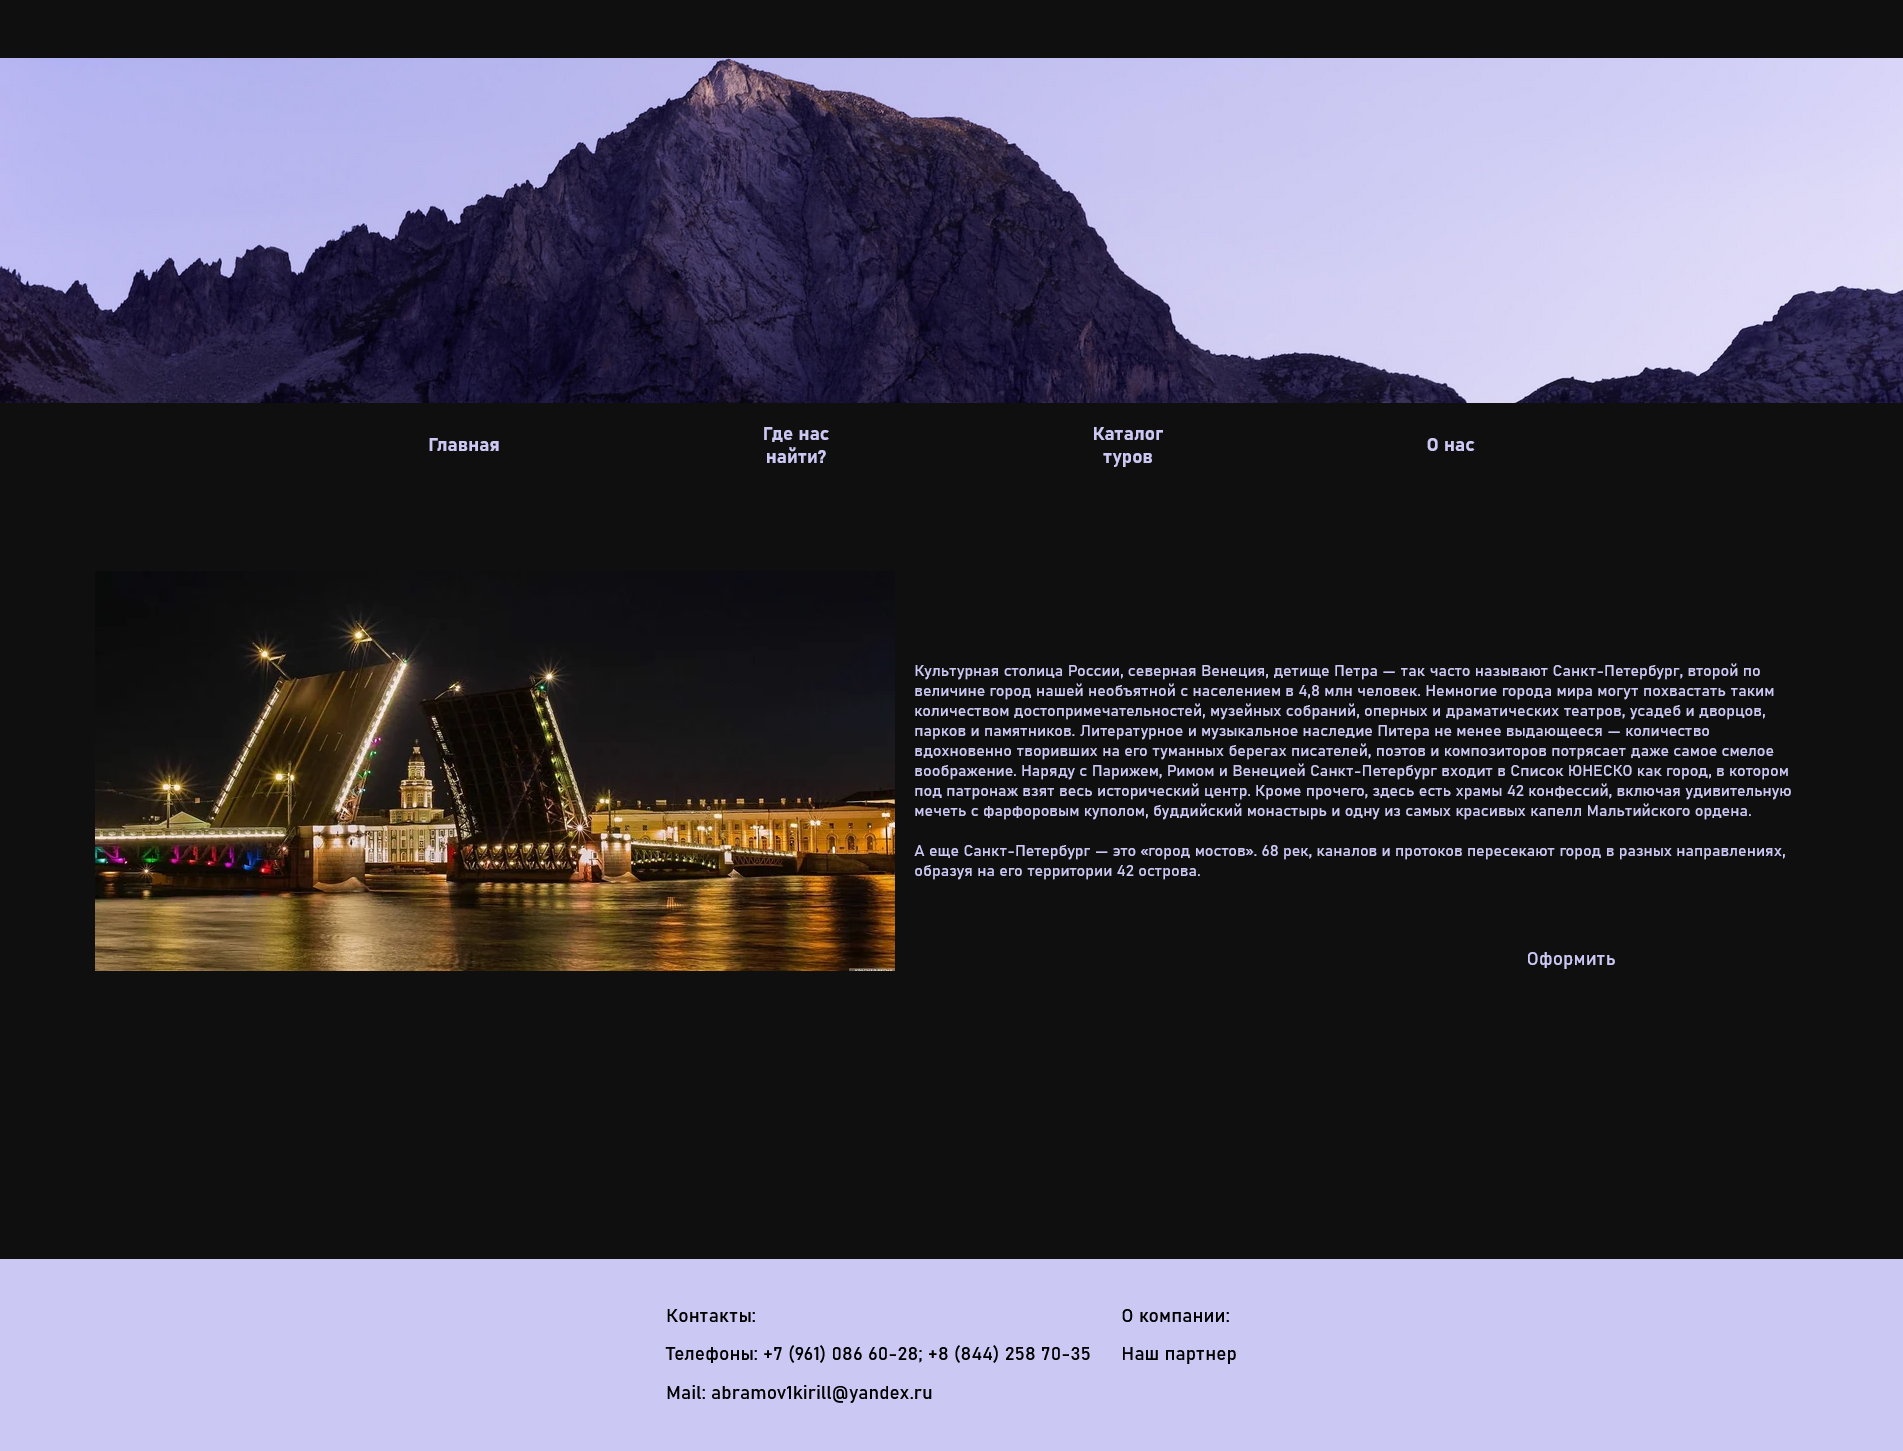 Главная
Где нас
найти?
Каталог
туров
О нас
Культурная столица России, северная Венеция, детище Петра — так часто называют Санкт-Петербург, второй по
величине город нашей необъятной с населением в 4,8 млн человек. Немногие города мира могут похвастать таким
количеством достопримечательностей, музейных собраний, оперных и драматических театров, усадеб и дворцов,
парков и памятников. Литературное и музыкальное наследие Питера не менее выдающееся — количество
вдохновенно творивших на его туманных берегах писателей, поэтов и композиторов потрясает даже самое смелое
воображение. Наряду с Парижем, Римом и Венецией Санкт-Петербург входит в Список ЮНЕСКО как город, в котором
под патронаж взят весь исторический центр. Кроме прочего, здесь есть храмы 42 конфессий, включая удивительную
мечеть с фарфоровым куполом, буддийский монастырь и одну из самых красивых капелл Мальтийского ордена.
А еще Санкт-Петербург — это «город мостов». 68 рек, каналов и протоков пересекают город в разных направлениях,
образуя на его территории 42 острова.
Оформить
Контакты:
Телефоны: +7 (961) 086 60-28; +8 (844) 258 70-35
Mail: abramov1kirill@yandex.ru
О компании:
Наш партнер